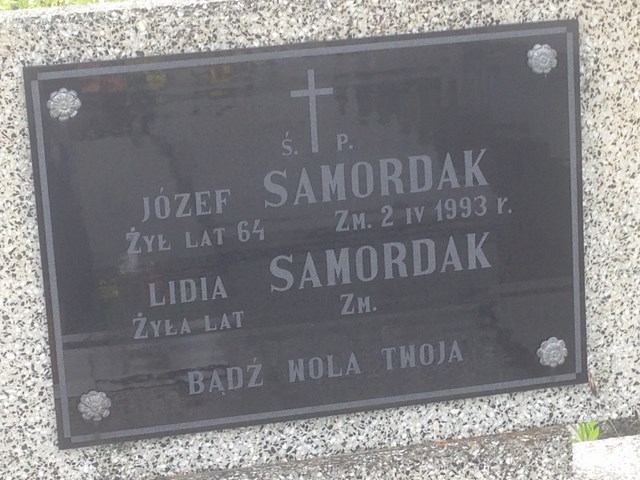 Ś. P.
JÓZEF SAMORDAK
ŻYŁ LAT 64 ZM. 2 IV 1993 r.
LIDIA SAMORDAK
ŻYŁA LAT ZM.
BĄDŹ WOLA TWOJA